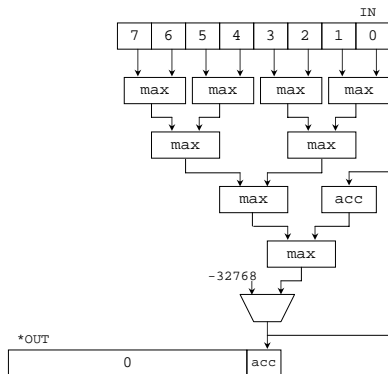 IN
7 6 5 4 3 2 1 0
max max max max
max max
max acc
max
-32768
*OUT
0 acc